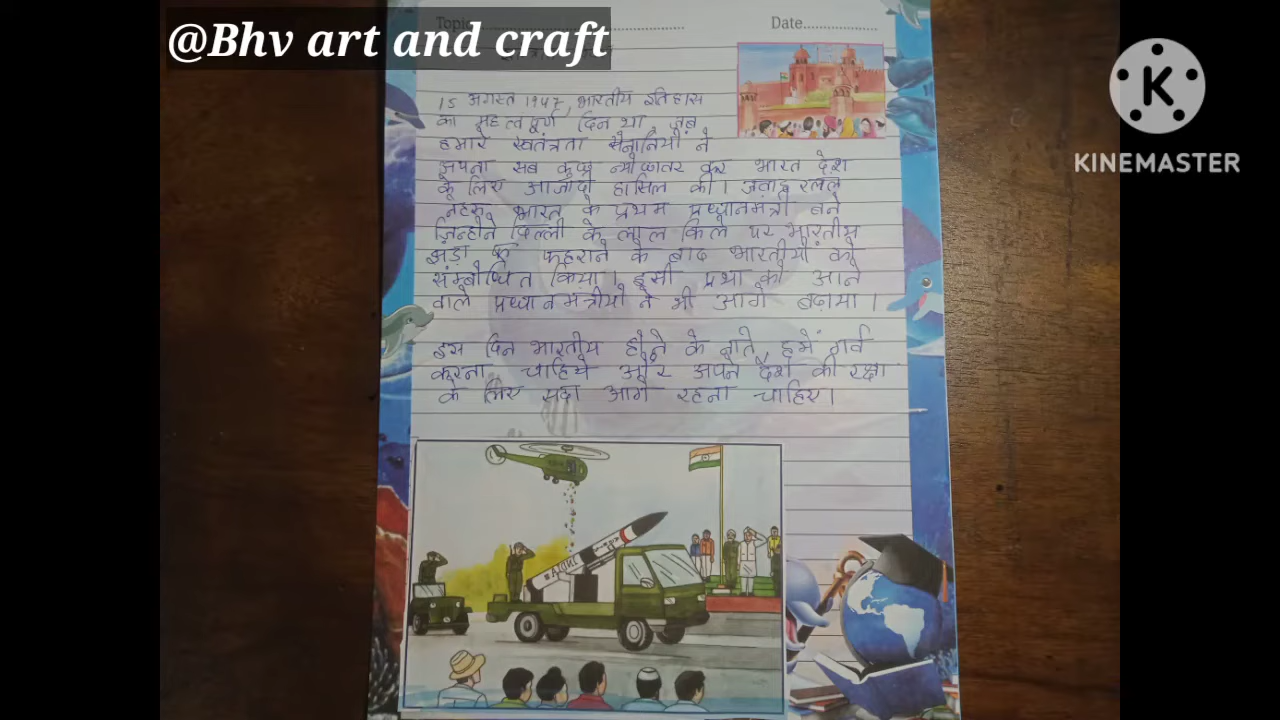 @Bhv art and craft
Topic
Date
KINEMASTER
15 अगस्त 1947, भारतीय इतिहास
का महत्वपूर्ण दिन था, जब
हमारे स्वतंत्रता सैनानियों ने
अपना सब कुछ न्योछावर कर भारत देश
के लिए आजादी हासिल की। जवाहरलाल
नेहरू भारत के प्रथम प्रधानमंत्री बने
जिन्होंने दिल्ली के लाल किले पर भारतीय
झंड़ा फहराने के बाद भारतीयों को
संम्बोधित किया। इसी प्रथा को आने
वाले प्रधानमंत्रीयों ने भी आगे बढ़ाया।
इस दिन भारतीय होने के नाते हमें गर्व
करना चाहिये और अपने देश की रक्षा
के लिए सदा आगे रहना चाहिए।